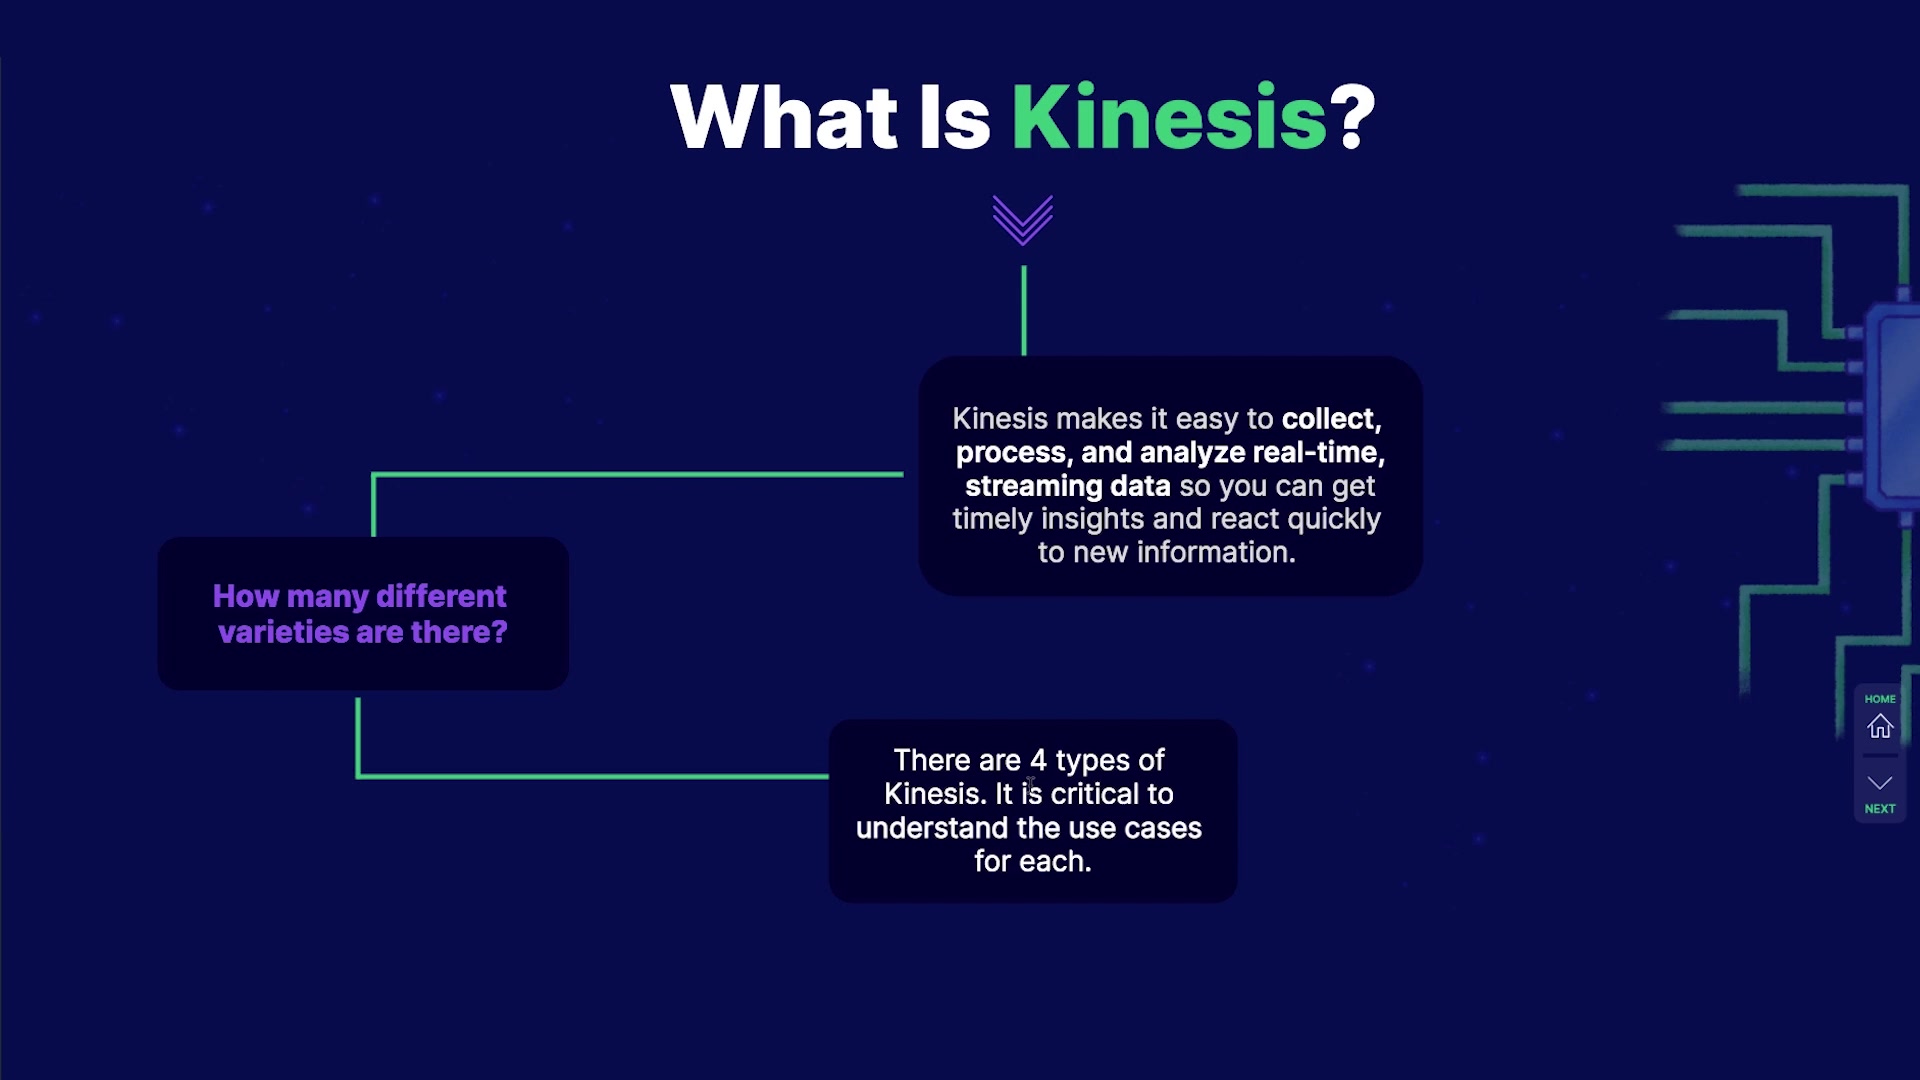 What Is Kinesis?
Kinesis makes it easy to collect,
process, and analyze real-time,
streaming data so you can get
timely insights and react quickly
to new information.
How many different
varieties are there?
There are 4 types of
Kinesis. It is critical to
understand the use cases
for each.
HOME
NEXT